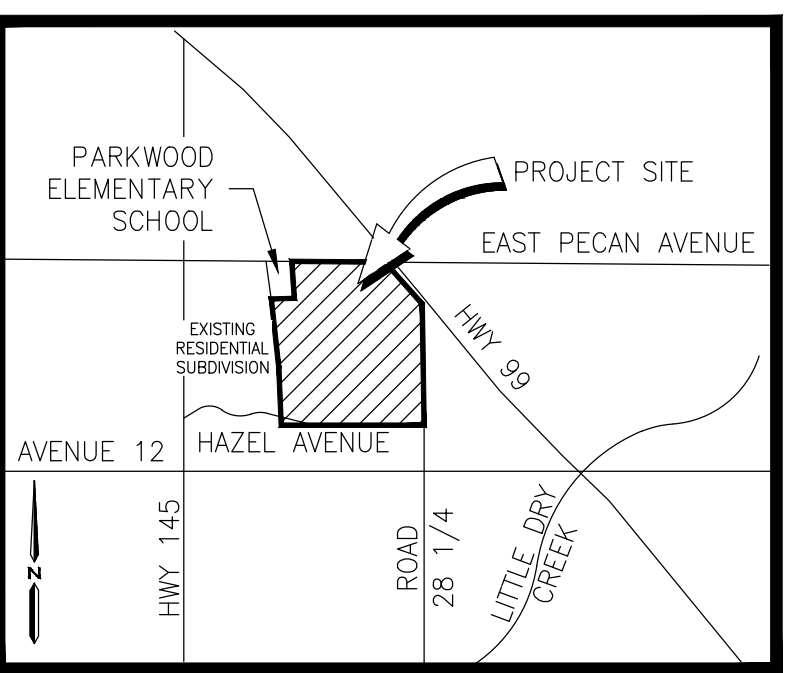 PARKWOOD
ELEMENTARY
SCHOOL
PROJECT SITE
EAST PECAN AVENUE
EXISTING
RESIDENTIAL
SUBDIVISION
HWY 99
HAZEL AVENUE
AVENUE 12
HWY 145
ROAD
28 1/4
LITTLE DRY
CREEK
N